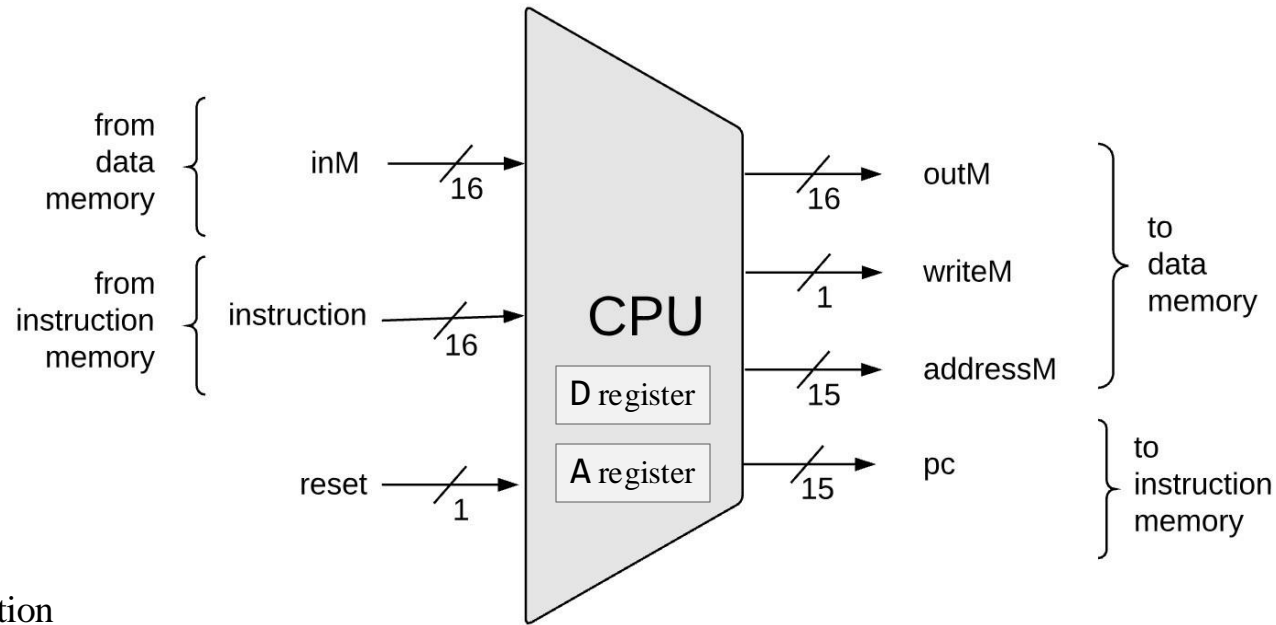 from
data
memory
inM
16
from
instruction
memory
instruction
16
reset
1
CPU
D register
A register
16
outM
1
writeM
15
addressM
to
data
memory
15
pc
to
instruction
memory
tion